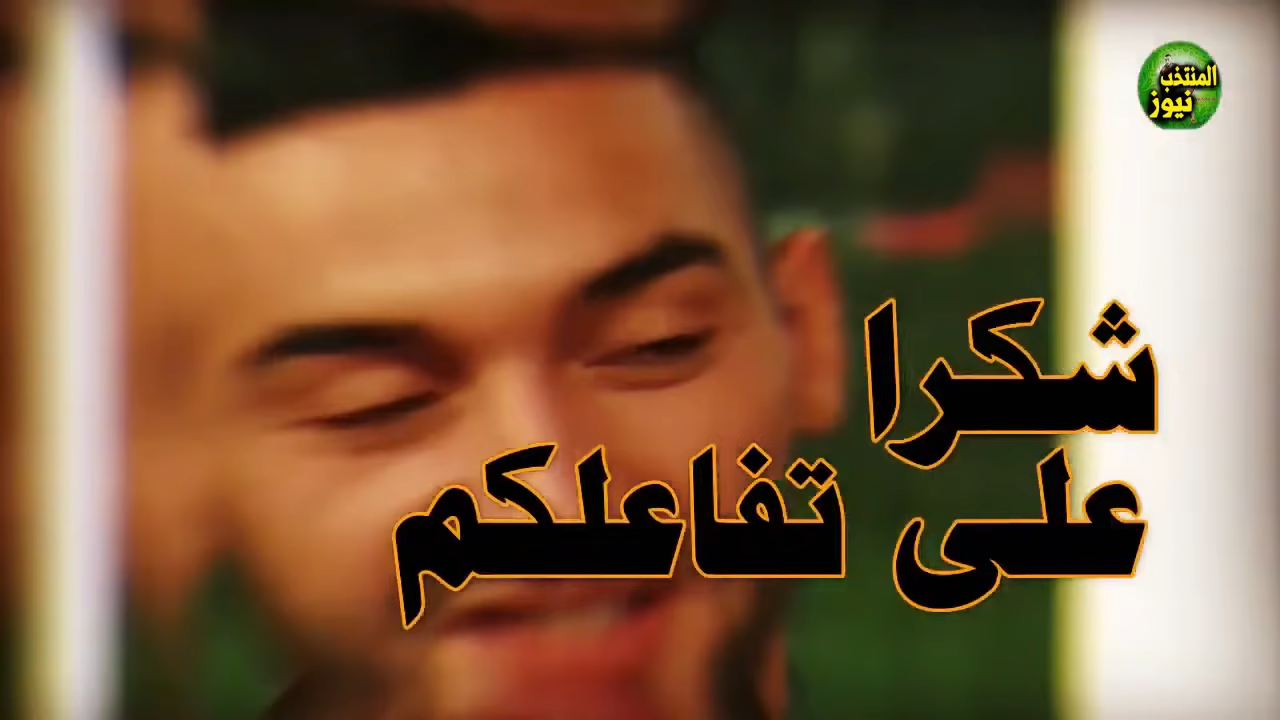 المنتخب
نيوز
شكرا
على تفاعلكم